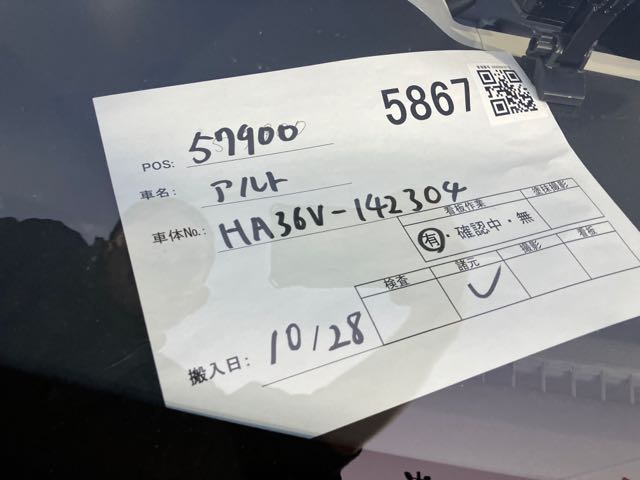 5867
POS: 57900
車名: アルト
車体No.: HA36V-142304
看板作業
有・確認中・無
塗抹撮影
検査 諸元 撮影 看板
搬入日: 10/28